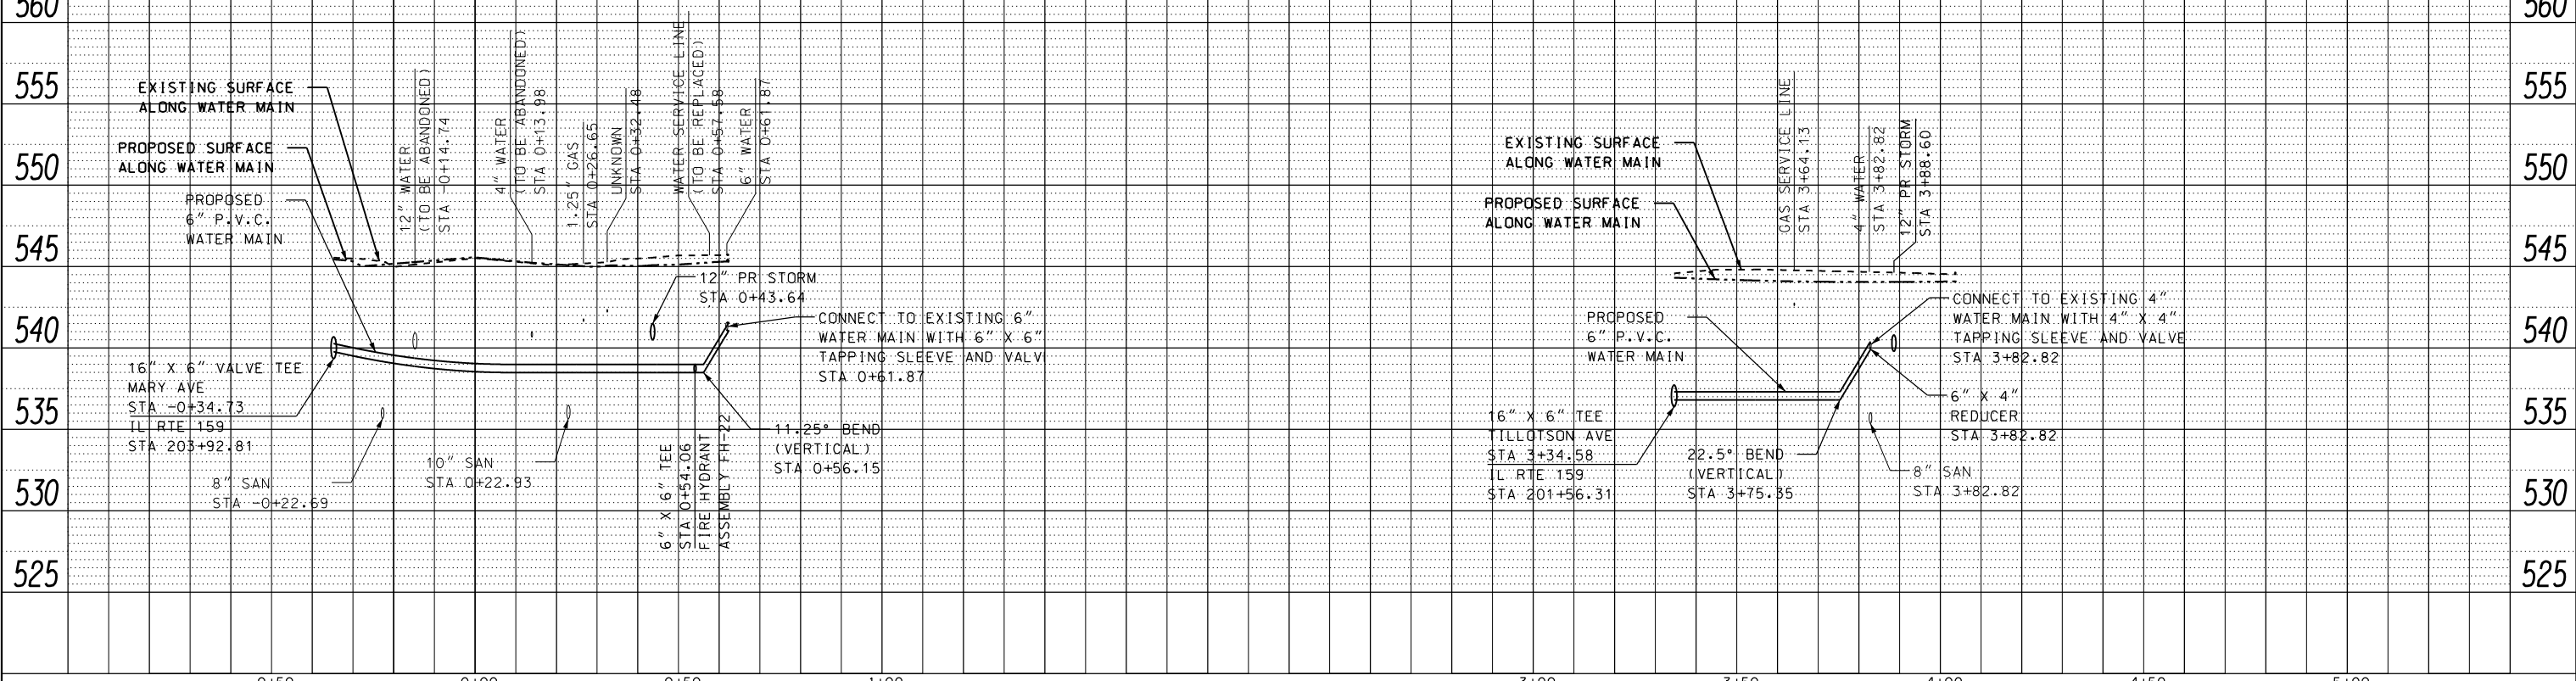 560
560
555
555
550
550
545
545
540
540
535
535
530
530
525
525
EXISTING SURFACE
ALONG WATER MAIN
PROPOSED SURFACE
ALONG WATER MAIN
PROPOSED
6" P.V.C.
WATER MAIN
12" WATER
(TO BE ABANDONED)
STA -0+14.74
4" WATER
(TO BE ABANDONED)
STA 0+13.98
1.25" GAS
STA 0+26.65
UNKNOWN
STA 0+32.48
WATER SERVICE LINE
(TO BE REPLACED)
STA 0+57.58
6" WATER
STA 0+61.87
12" PR STORM
STA 0+43.64
CONNECT TO EXISTING 6"
WATER MAIN WITH 6" X 6"
TAPPING SLEEVE AND VALV
STA 0+61.87
16" X 6" VALVE TEE
MARY AVE
STA -0+34.73
IL RTE 159
STA 203+92.81
8" SAN
STA -0+22.69
10" SAN
STA 0+22.93
6" X 6" TEE
STA 0+54.06
FIRE HYDRANT
ASSEMBLY FH-22
11.25° BEND
(VERTICAL)
STA 0+56.15
EXISTING SURFACE
ALONG WATER MAIN
PROPOSED SURFACE
ALONG WATER MAIN
GAS SERVICE LINE
STA 3+64.13
4" WATER
STA 3+82.82
12" PR STORM
STA 3+88.60
PROPOSED
6" P.V.C.
WATER MAIN
CONNECT TO EXISTING 4"
WATER MAIN WITH 4" X 4"
TAPPING SLEEVE AND VALVE
STA 3+82.82
6" X 4"
REDUCER
STA 3+82.82
16" X 6" TEE
TILLOTSON AVE
STA 3+34.58
IL RTE 159
STA 201+56.31
22.5° BEND
(VERTICAL)
STA 3+75.35
8" SAN
STA 3+82.82